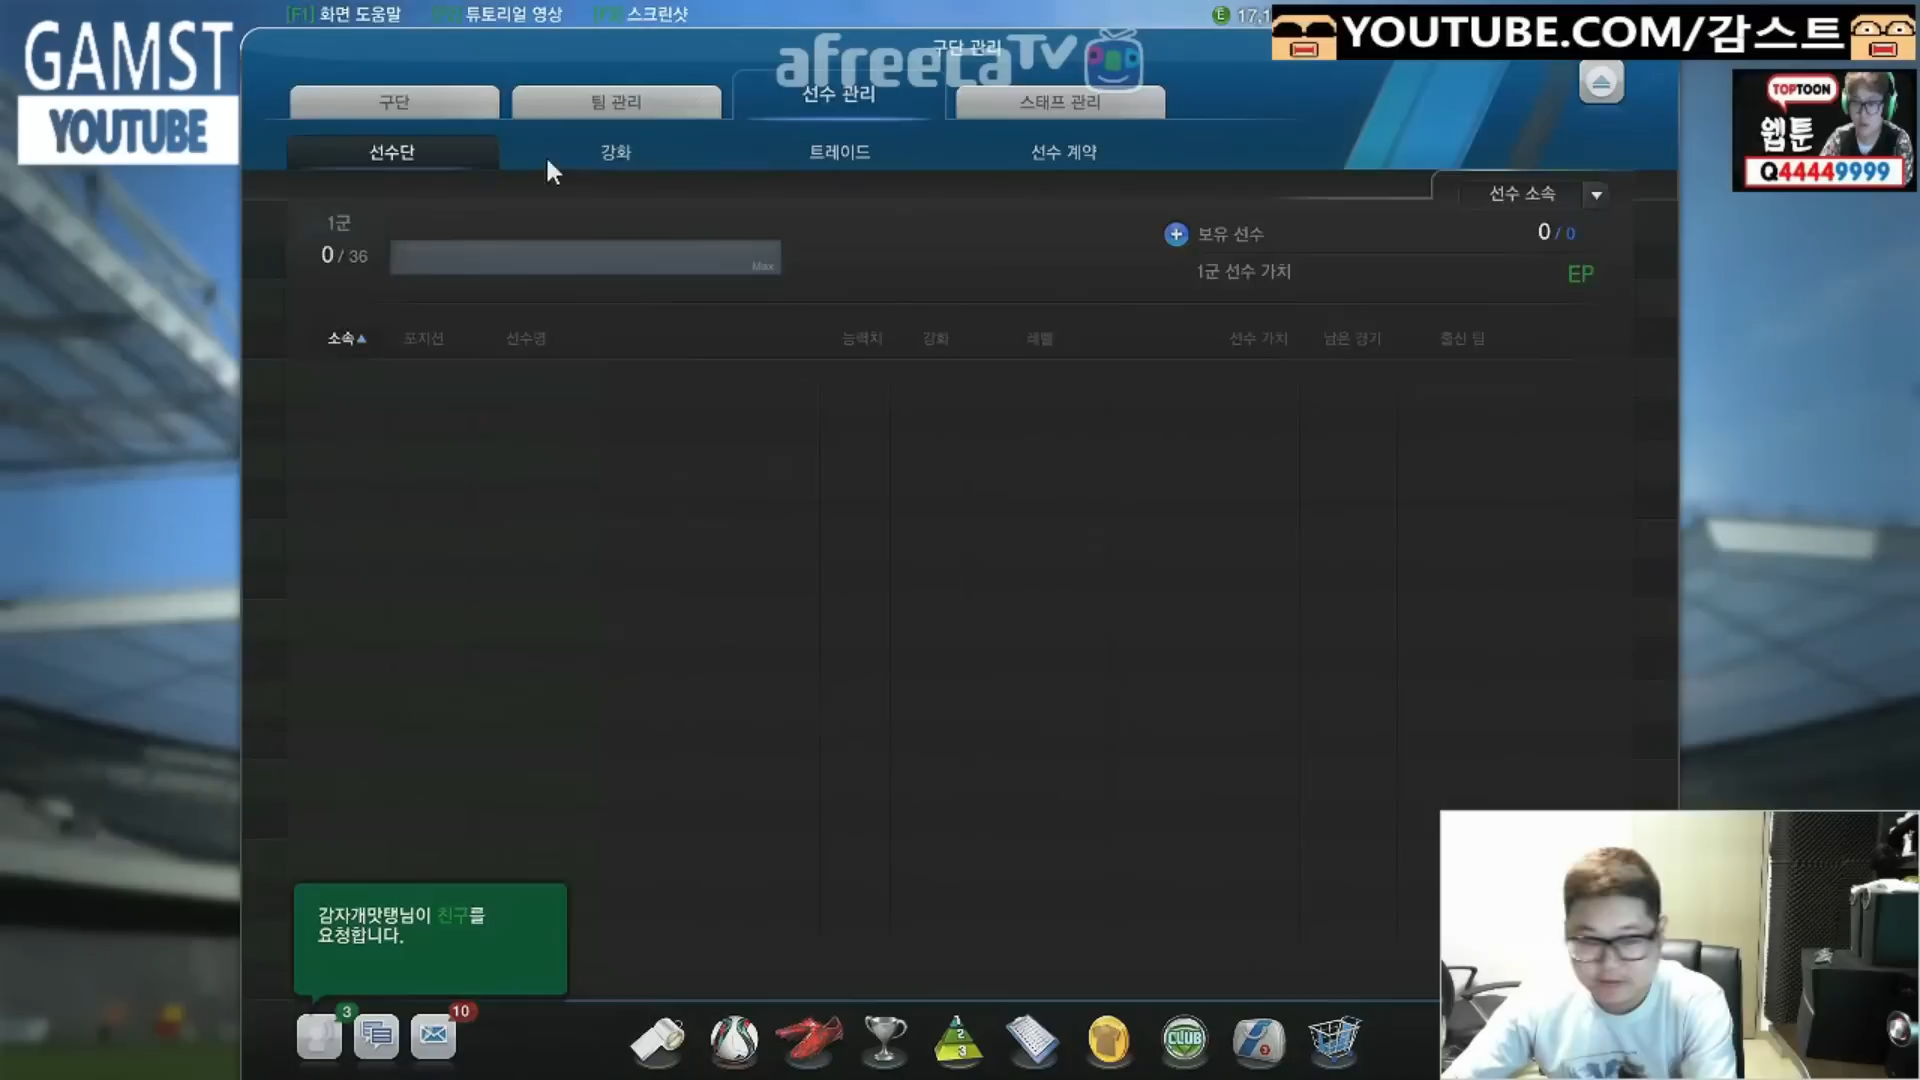 [F1] 화면 도움말 튜토리얼 영상 스크린샷
E 17,1
YOUTUBE.COM/감스트
GAMST
YOUTUBE
구단 관리
afreecaTV
구단 팀 관리 선수 관리 스태프 관리
TOPTOON
웹툰
Q44449999
선수단 강화 트레이드 선수 계약
선수 소속
1군
0 / 36
Max
보유 선수 0 / 0
1군 선수 가치 EP
소속 포지션 선수명 능력치 강화 레벨 선수 가치 남은 경기 출신 팀
감자개맛탱님이 친구를
요청합니다.
3
10
2
3
CLUB